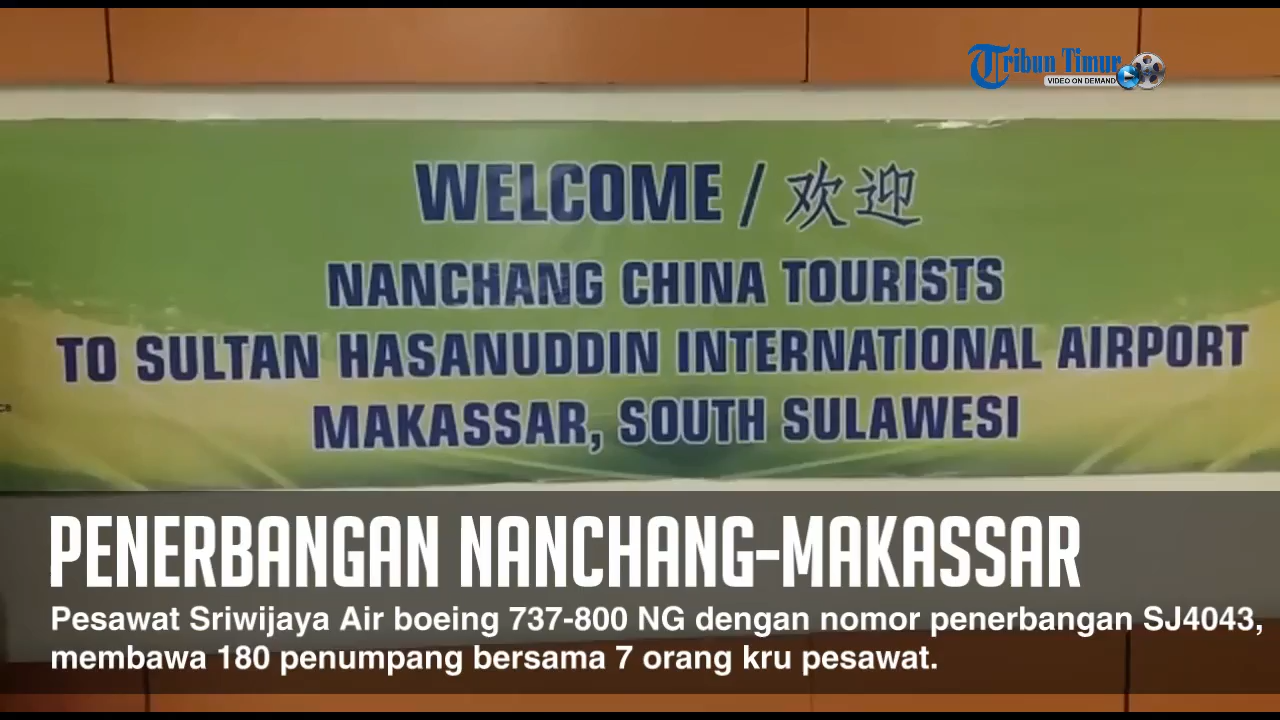 Tribun Timur
VIDEO ON DEMAND
WELCOME / 欢迎
NANCHANG CHINA TOURISTS
TO SULTAN HASANUDDIN INTERNATIONAL AIRPORT
MAKASSAR, SOUTH SULAWESI
PENERBANGAN NANCHANG-MAKASSAR
Pesawat Sriwijaya Air boeing 737-800 NG dengan nomor penerbangan SJ4043,
membawa 180 penumpang bersama 7 orang kru pesawat.